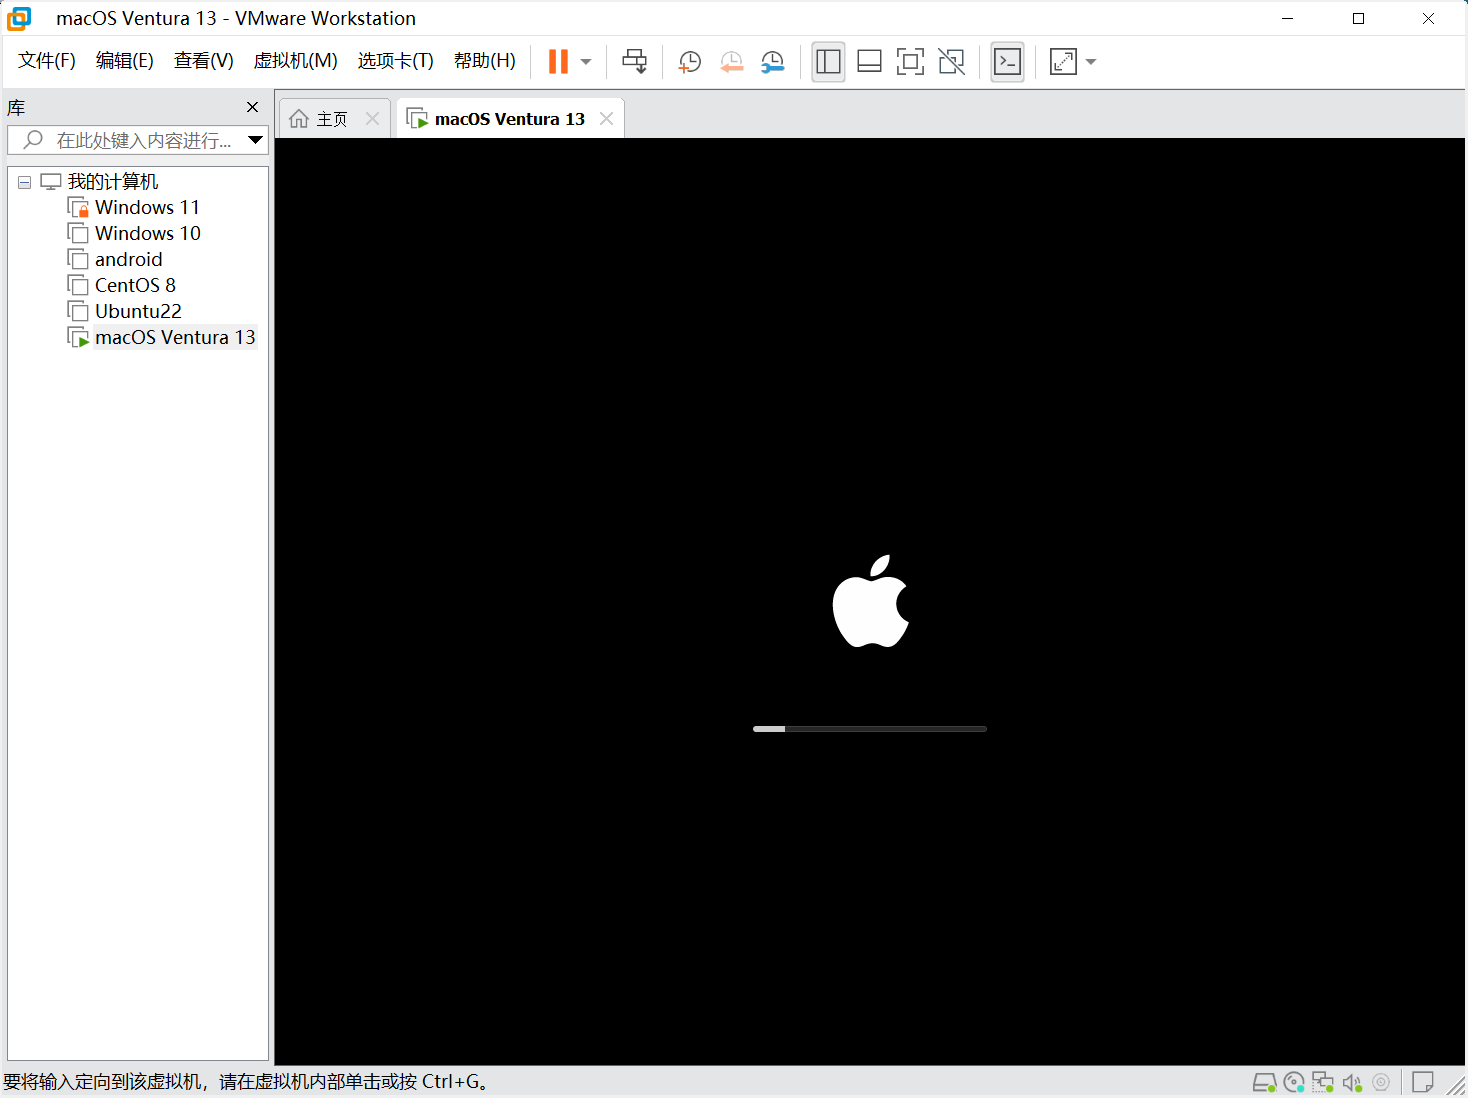 macOS Ventura 13 - VMware Workstation
文件(F) 编辑(E) 查看(V) 虚拟机(M) 选项卡(T) 帮助(H)
库
在此处键入内容进行...
主页
macOS Ventura 13
我的计算机
Windows 11
Windows 10
android
CentOS 8
Ubuntu22
macOS Ventura 13
要将输入定向到该虚拟机，请在虚拟机内部单击或按 Ctrl+G。